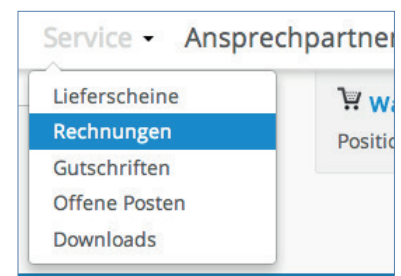 Service Ansprechpartner
Lieferscheine
Rechnungen
Gutschriften
Offene Posten
Downloads